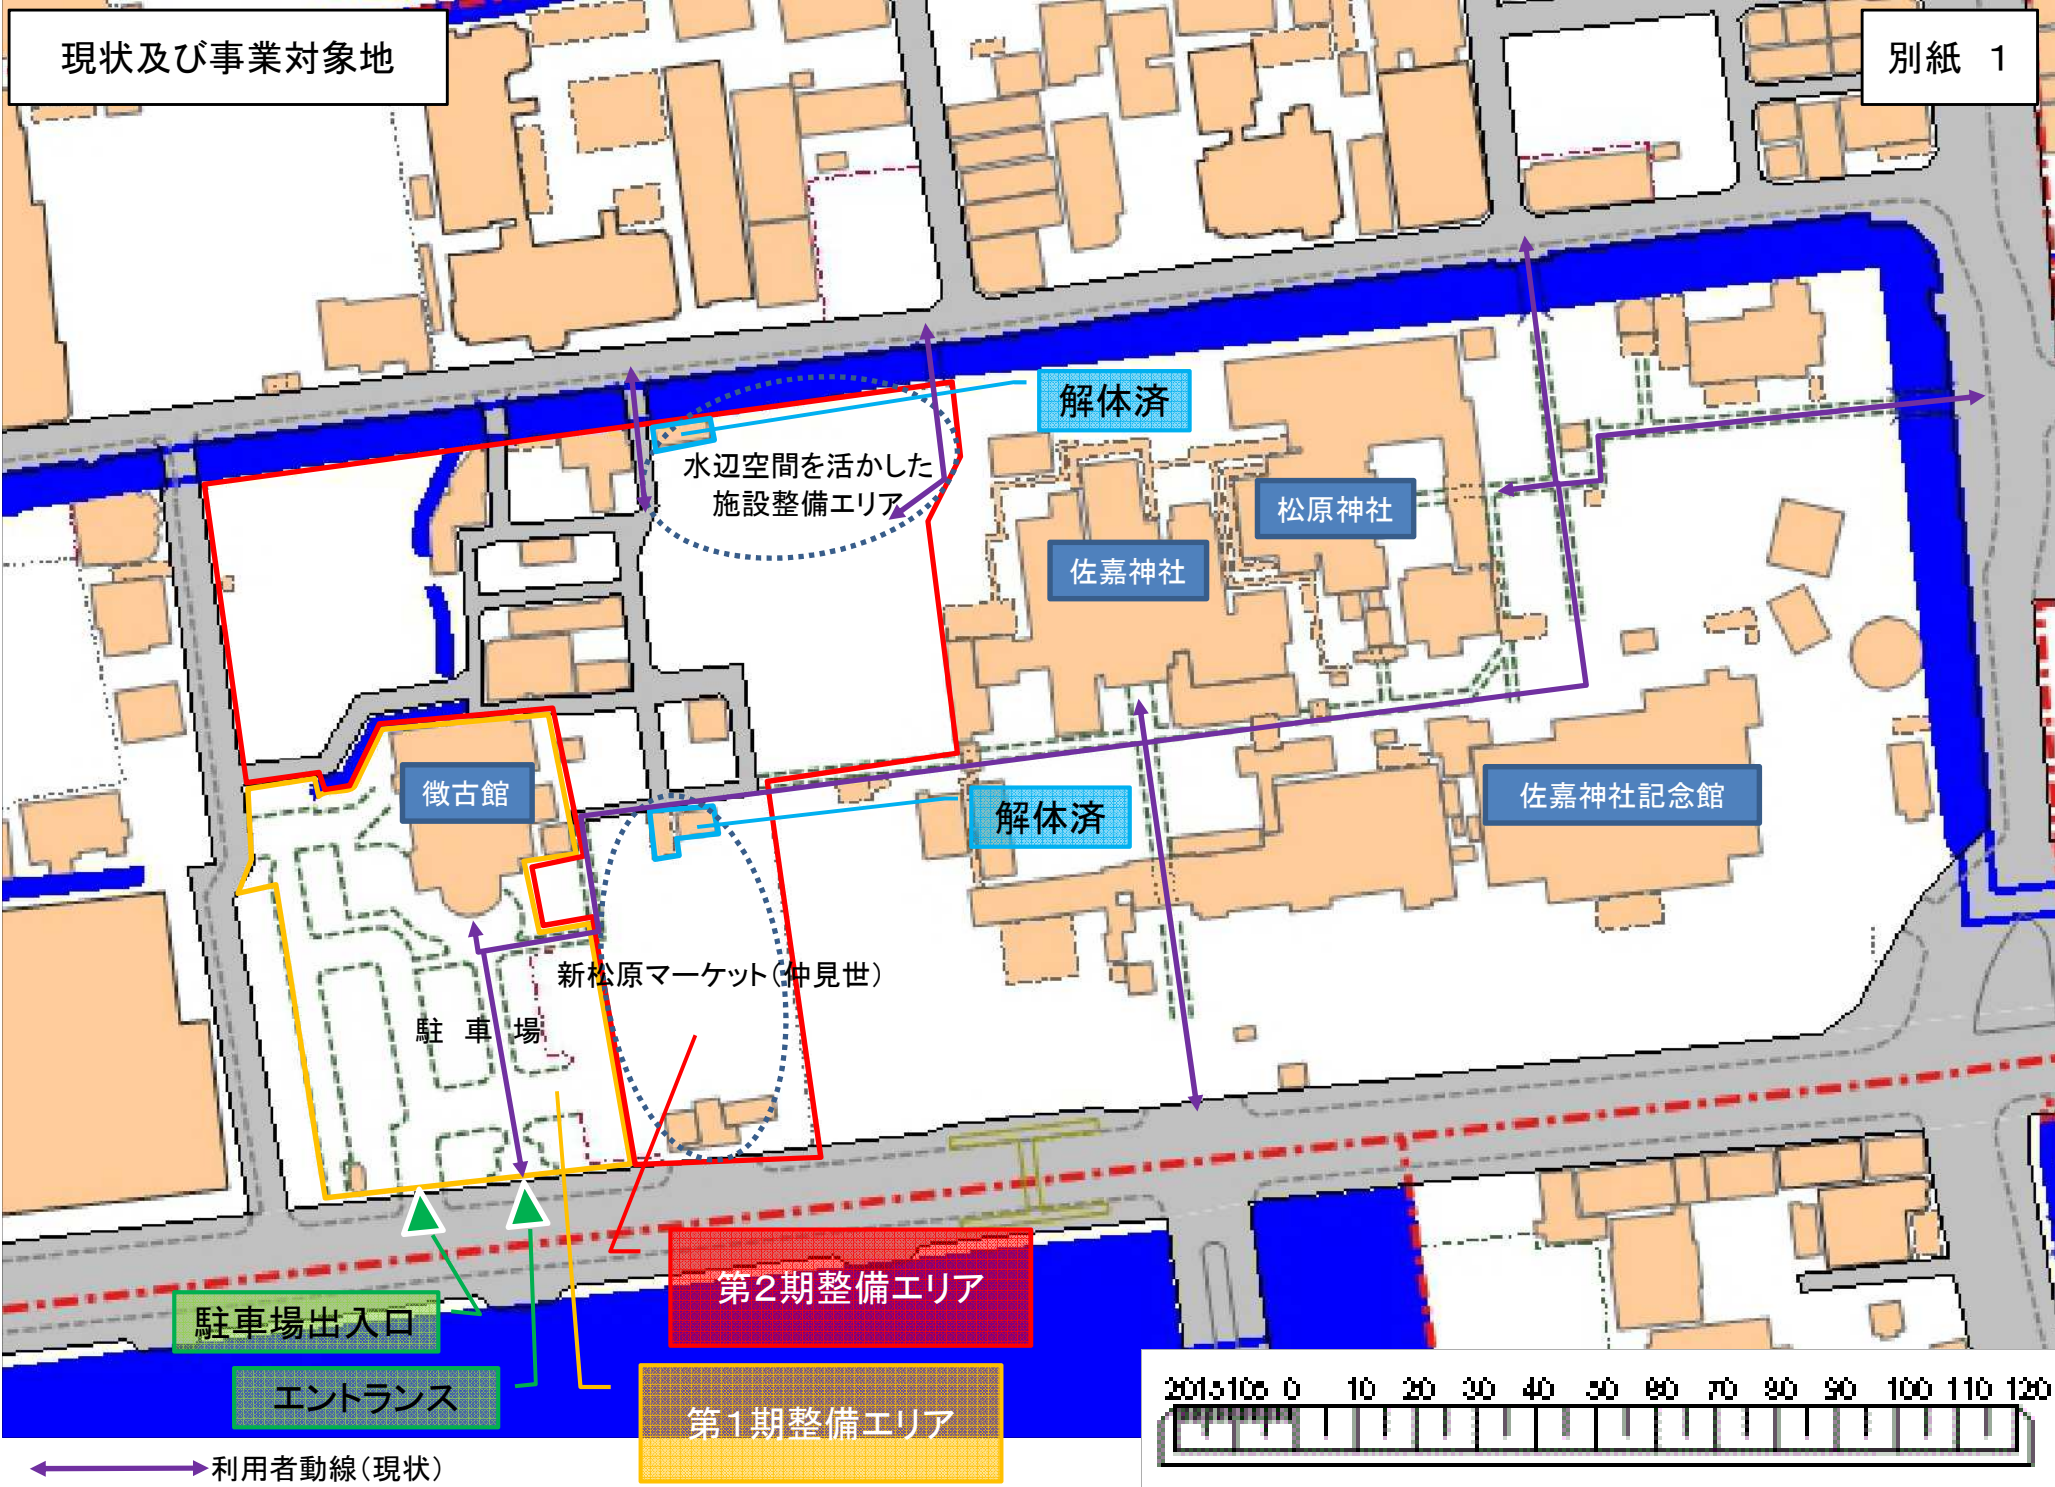 現状及び事業対象地
別紙 1
解体済
水辺空間を活かした
施設整備エリア
松原神社
佐嘉神社
徴古館
佐嘉神社記念館
解体済
新松原マーケット(仲見世)
駐 車 場
第2期整備エリア
駐車場出入口
エントランス
第1期整備エリア
利用者動線(現状)
2015105 0 10 20 30 40 50 60 70 80 90 100 110 120